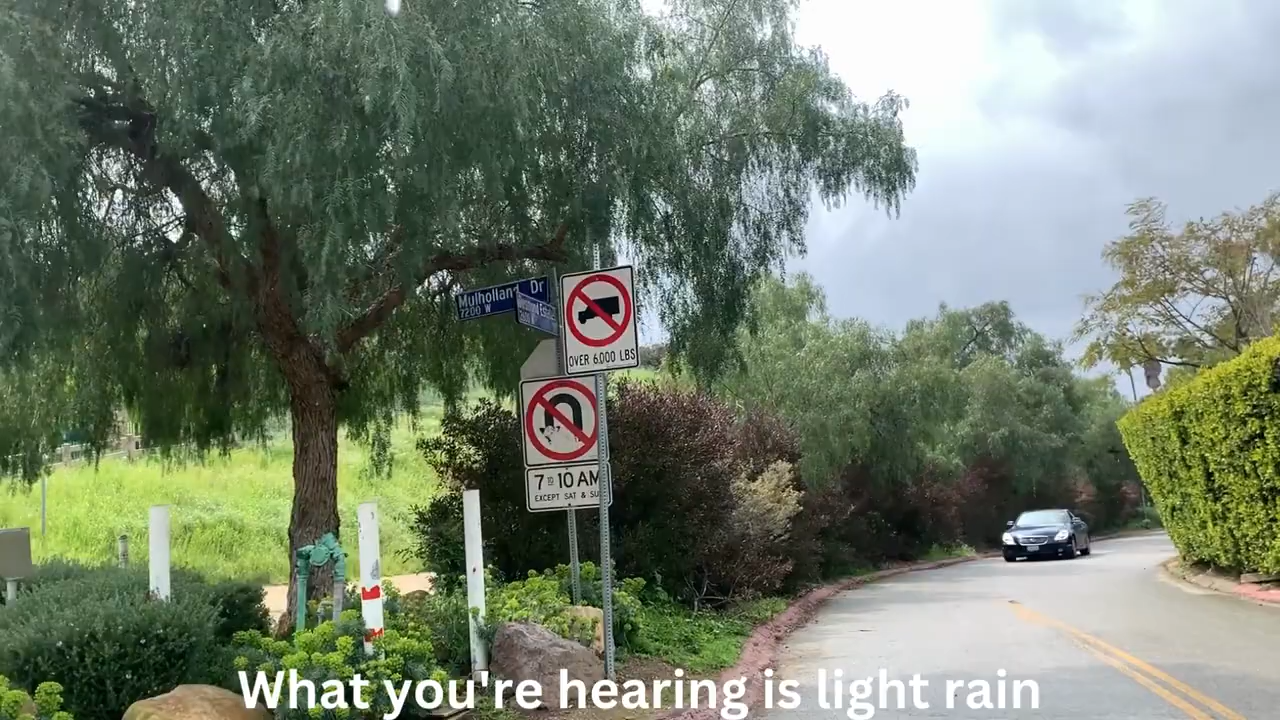 Mulholland Dr
7200 W
OVER 6,000 LBS
7 TO 10 AM
EXCEPT SAT & SU
What you're hearing is light rain